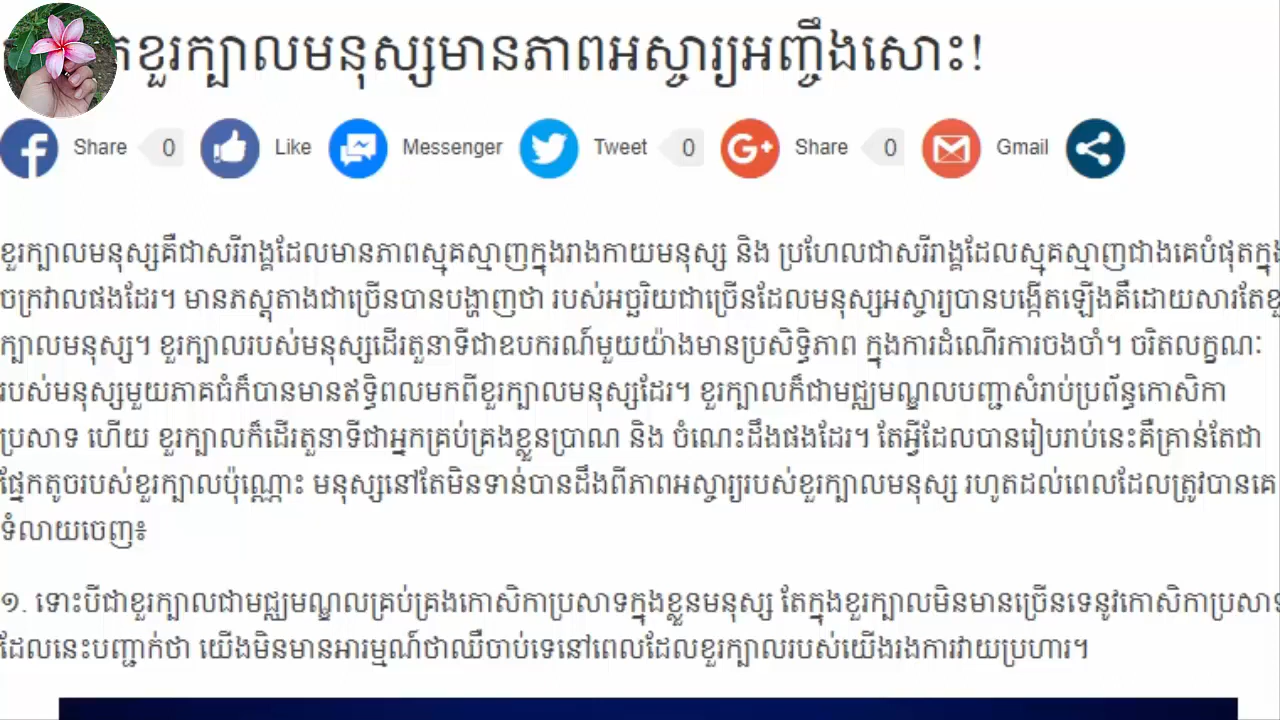 ខួរក្បាលមនុស្សមានភាពអស្ចារ្យអញ្ចឹងសោះ!
Share 0 Like Messenger Tweet 0 Share 0 Gmail
ខួរក្បាលមនុស្សគឺជាសរីរាង្គដែលមានភាពស្មុគស្មាញក្នុងរាងកាយមនុស្ស និង ប្រហែលជាសរីរាង្គដែលស្មុគស្មាញជាងគេបំផុតក្នុង
ចក្រវាលផងដែរ។ មានភស្តុតាងជាច្រើនបានបង្ហាញថា របស់អច្ឆរិយជាច្រើនដែលមនុស្សអស្ចារ្យបានបង្កើតឡើងគឺដោយសារតែខួរ
ក្បាលមនុស្ស។ ខួរក្បាលរបស់មនុស្សដើរតួនាទីជាឧបករណ៍មួយយ៉ាងមានប្រសិទ្ធិភាព ក្នុងការដំណើរការចងចាំ។ ចរិតលក្ខណៈ
របស់មនុស្សមួយភាគធំក៏បានមានឥទ្ធិពលមកពីខួរក្បាលមនុស្សដែរ។ ខួរក្បាលក៏ជាមជ្ឈមណ្ឌលបញ្ជាសំរាប់ប្រព័ន្ធកោសិកា
ប្រសាទ ហើយ ខួរក្បាលក៏ដើរតួនាទីជាអ្នកគ្រប់គ្រងខ្លួនប្រាណ និង ចំណេះដឹងផងដែរ។ តែអ្វីដែលបានរៀបរាប់នេះគឺគ្រាន់តែជា
ផ្នែកតូចរបស់ខួរក្បាលប៉ុណ្ណោះ មនុស្សនៅតែមិនទាន់បានដឹងពីភាពអស្ចារ្យរបស់ខួរក្បាលមនុស្ស រហូតដល់ពេលដែលត្រូវបានគេ
ទំលាយចេញ៖
១. ទោះបីជាខួរក្បាលជាមជ្ឈមណ្ឌលគ្រប់គ្រងកោសិកាប្រសាទក្នុងខ្លួនមនុស្ស តែក្នុងខួរក្បាលមិនមានច្រើនទេនូវកោសិកាប្រសាទ
ដែលនេះបញ្ជាក់ថា យើងមិនមានអារម្មណ៍ថាឈឺចាប់ទេនៅពេលដែលខួរក្បាលរបស់យើងរងការវាយប្រហារ។